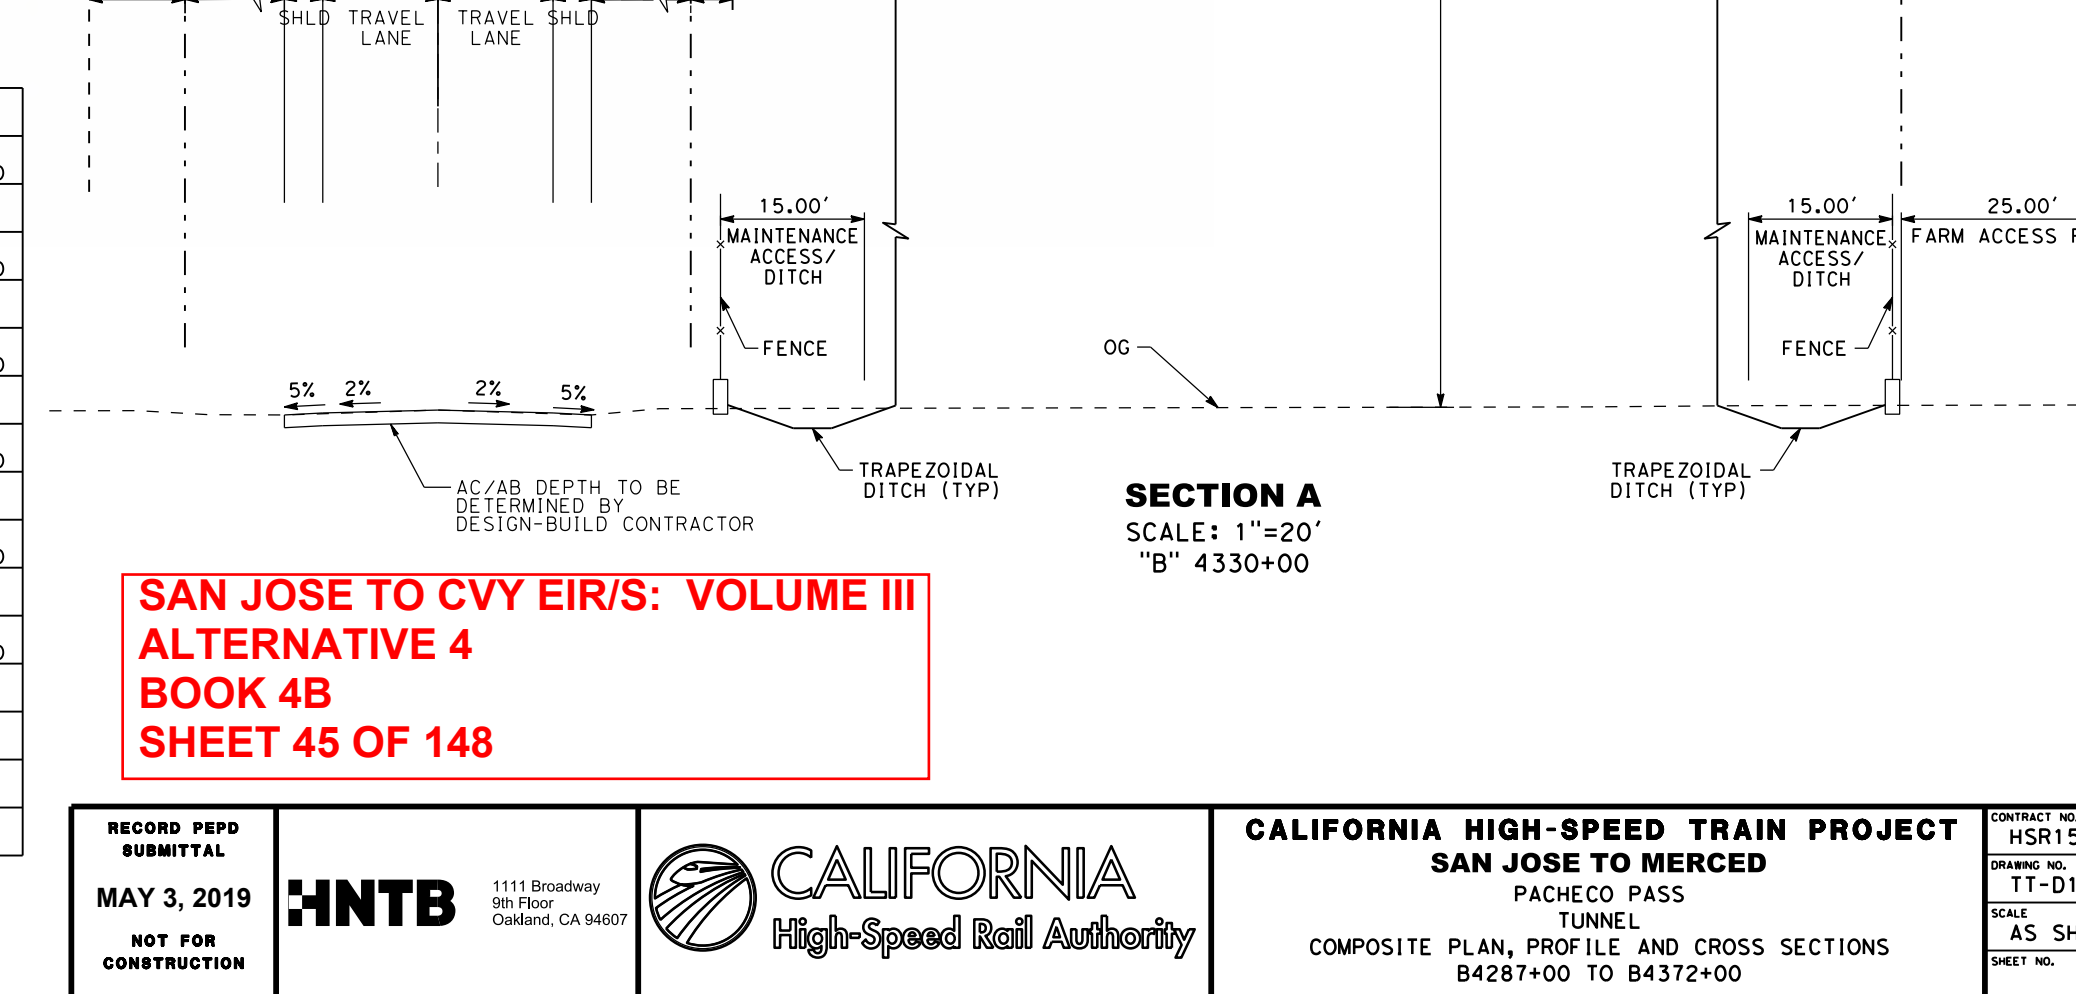 SHLD TRAVEL TRAVEL SHLD
LANE LANE
15.00'
MAINTENANCE
ACCESS/
DITCH
FENCE
15.00'
MAINTENANCE
ACCESS/
DITCH
FENCE
25.00'
FARM ACCESS
OG
5% 2% 2% 5%
AC/AB DEPTH TO BE
DETERMINED BY
DESIGN-BUILD CONTRACTOR
TRAPEZOIDAL
DITCH (TYP)
TRAPEZOIDAL
DITCH (TYP)
SECTION A
SCALE: 1"=20'
"B" 4330+00
SAN JOSE TO CVY EIR/S: VOLUME III
ALTERNATIVE 4
BOOK 4B
SHEET 45 OF 148
RECORD PEPD
SUBMITTAL
MAY 3, 2019
NOT FOR
CONSTRUCTION
HNTB
1111 Broadway
9th Floor
Oakland, CA 94607
CALIFORNIA
High-Speed Rail Authority
CALIFORNIA HIGH-SPEED TRAIN PROJECT
SAN JOSE TO MERCED
PACHECO PASS
TUNNEL
COMPOSITE PLAN, PROFILE AND CROSS SECTIONS
B4287+00 TO B4372+00
CONTRACT NO.
HSR15
DRAWING NO.
TT-D1
SCALE
AS SH
SHEET NO.